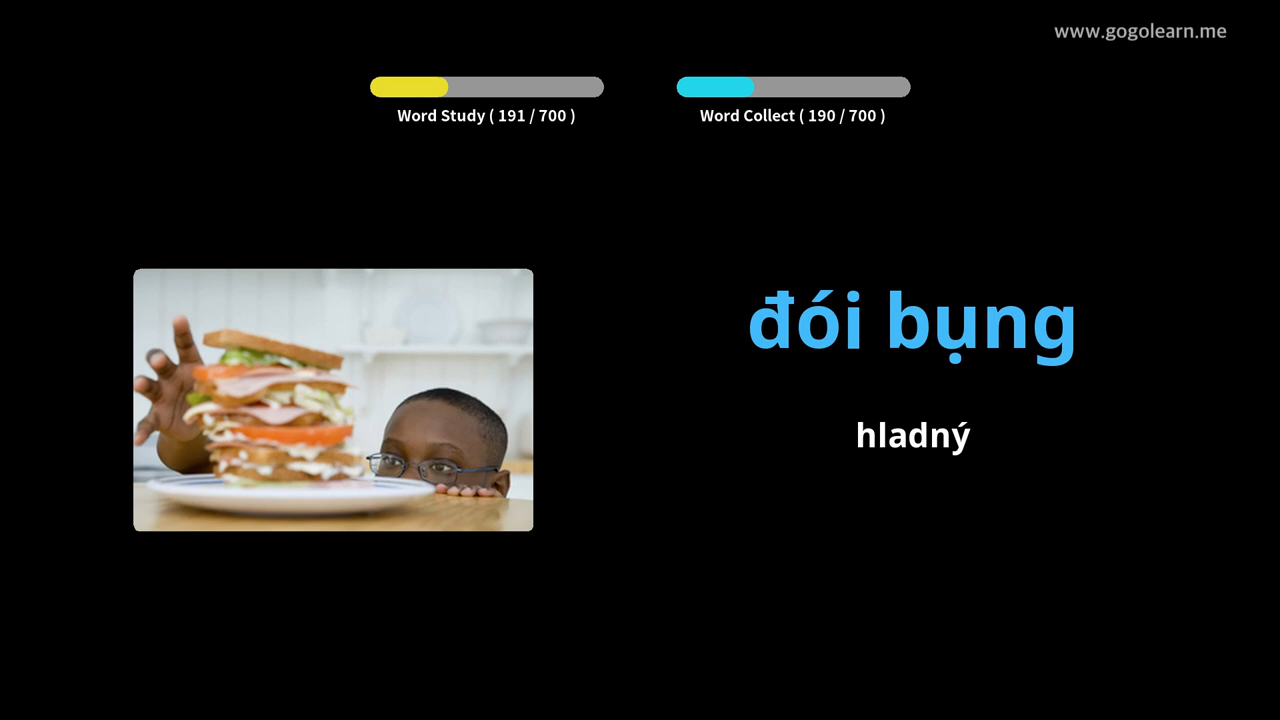 www.gogolearn.me
Word Study ( 191 / 700 )
Word Collect ( 190 / 700 )
đói bụng
hladný